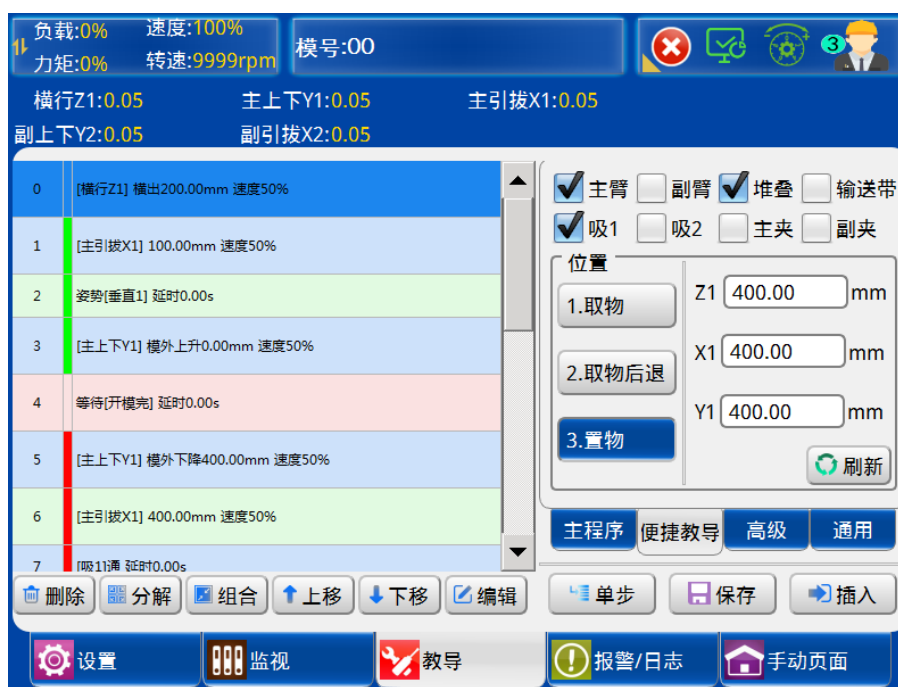 负载:0% 速度:100%
力矩:0% 转速:9999rpm
模号:00
3
横行Z1:0.05 主上下Y1:0.05 主引拔X1:0.05
副上下Y2:0.05 副引拔X2:0.05
0 [横行Z1] 横出200.00mm 速度50%
1 [主引拔X1] 100.00mm 速度50%
2 姿势[垂直1] 延时0.00s
3 [主上下Y1] 模外上升0.00mm 速度50%
4 等待[开模完] 延时0.00s
5 [主上下Y1] 模外下降400.00mm 速度50%
6 [主引拔X1] 400.00mm 速度50%
7 [吸1]通 延时0.00s
主臂 副臂 堆叠 输送带
吸1 吸2 主夹 副夹
位置
1.取物
2.取物后退
3.置物
Z1 400.00 mm
X1 400.00 mm
Y1 400.00 mm
刷新
主程序 便捷教导 高级 通用
删除 分解 组合 上移 下移 编辑 单步 保存 插入
设置 监视 教导 报警/日志 手动页面